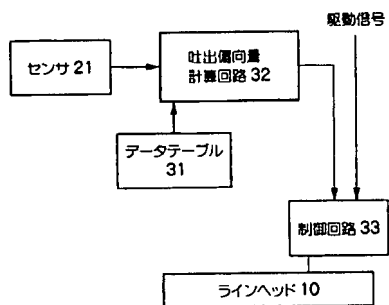 駆動信号
センサ 21
吐出偏向量
計算回路 32
データテーブル
31
制御回路 33
ラインヘッド 10